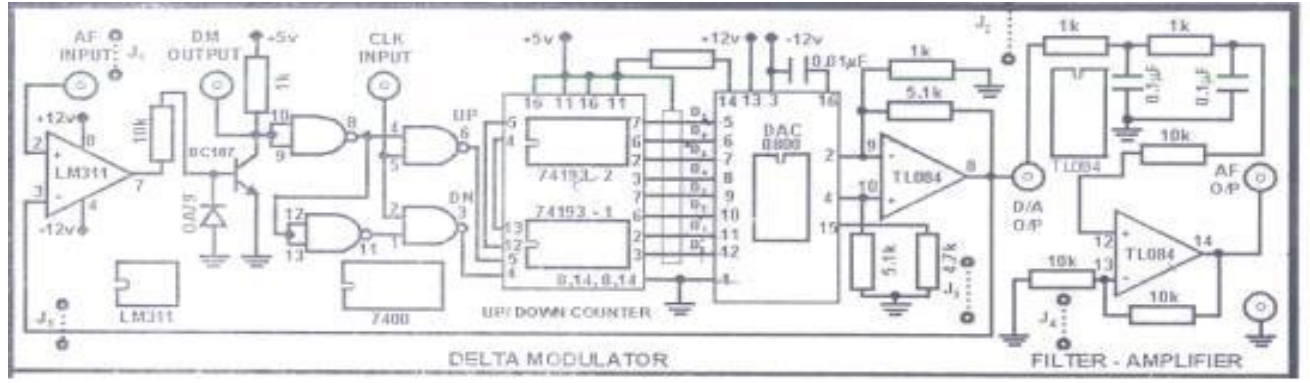 AF
INPUT
J₁
DM
OUTPUT
+5v
1k
CLK
INPUT
+5v
+12v
-12v
0.01µF
J₂
1k
1k
1k
5.1k
0.1µF
0.1µF
+12v
8
2
+
LM311
3
-
4
-12v
7
10k
BC107
OA79
10
9
8
4
5
6
UP
12
13
11
2
1
3
DN
16 11 16 11
5
4
74193-2
74193-1
13
12
5
4
8,14,8,14
7
6
2
3
7
6
2
3
14 13 3 16
5
6
7
8
9
10
11
12
1
DAC
0800
2
4
15
9
-
10
+
8
TL084
D/A
O/P
5.1k
4.7k
J₃
TL084
10k
AF
O/P
12
+
TL084
13
-
14
10k
10k
J₄
J₅
LM311
7400
UP/DOWN COUNTER
DELTA MODULATOR
FILTER - AMPLIFIER